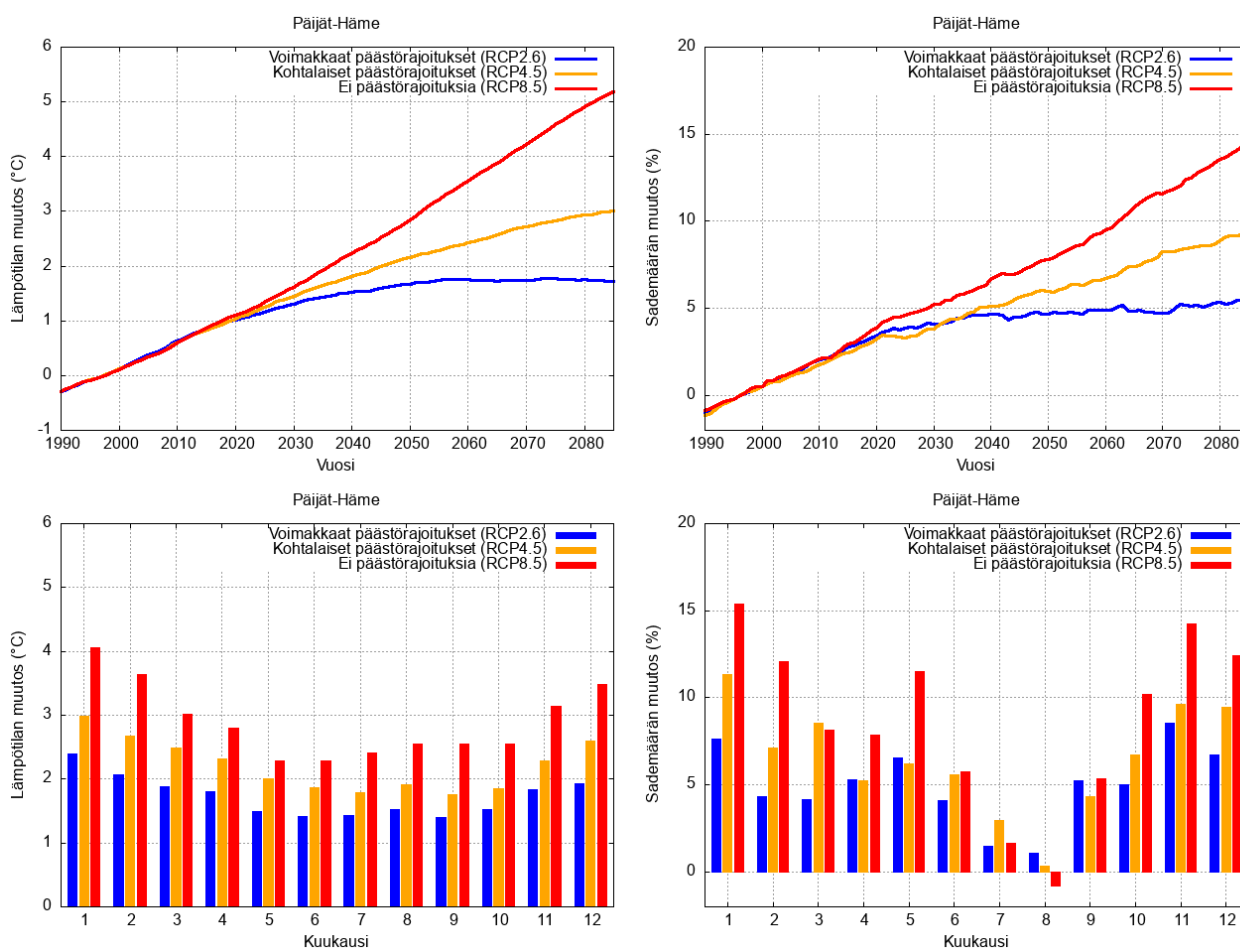 Päijät-Häme
Lämpötilan muutos (°C)
6
5
4
3
2
1
0
-1
Voimakkaat päästörajoitukset (RCP2.6)
Kohtalaiset päästörajoitukset (RCP4.5)
Ei päästörajoituksia (RCP8.5)
1990 2000 2010 2020 2030 2040 2050 2060 2070 2080
Vuosi
Päijät-Häme
Sademäärän muutos (%)
20
15
10
5
0
Voimakkaat päästörajoitukset (RCP2.6)
Kohtalaiset päästörajoitukset (RCP4.5)
Ei päästörajoituksia (RCP8.5)
1990 2000 2010 2020 2030 2040 2050 2060 2070 2080
Vuosi
Päijät-Häme
Lämpötilan muutos (°C)
6
5
4
3
2
1
0
Voimakkaat päästörajoitukset (RCP2.6)
Kohtalaiset päästörajoitukset (RCP4.5)
Ei päästörajoituksia (RCP8.5)
1 2 3 4 5 6 7 8 9 10 11 12
Kuukausi
Päijät-Häme
Sademäärän muutos (%)
20
15
10
5
0
Voimakkaat päästörajoitukset (RCP2.6)
Kohtalaiset päästörajoitukset (RCP4.5)
Ei päästörajoituksia (RCP8.5)
1 2 3 4 5 6 7 8 9 10 11 12
Kuukausi